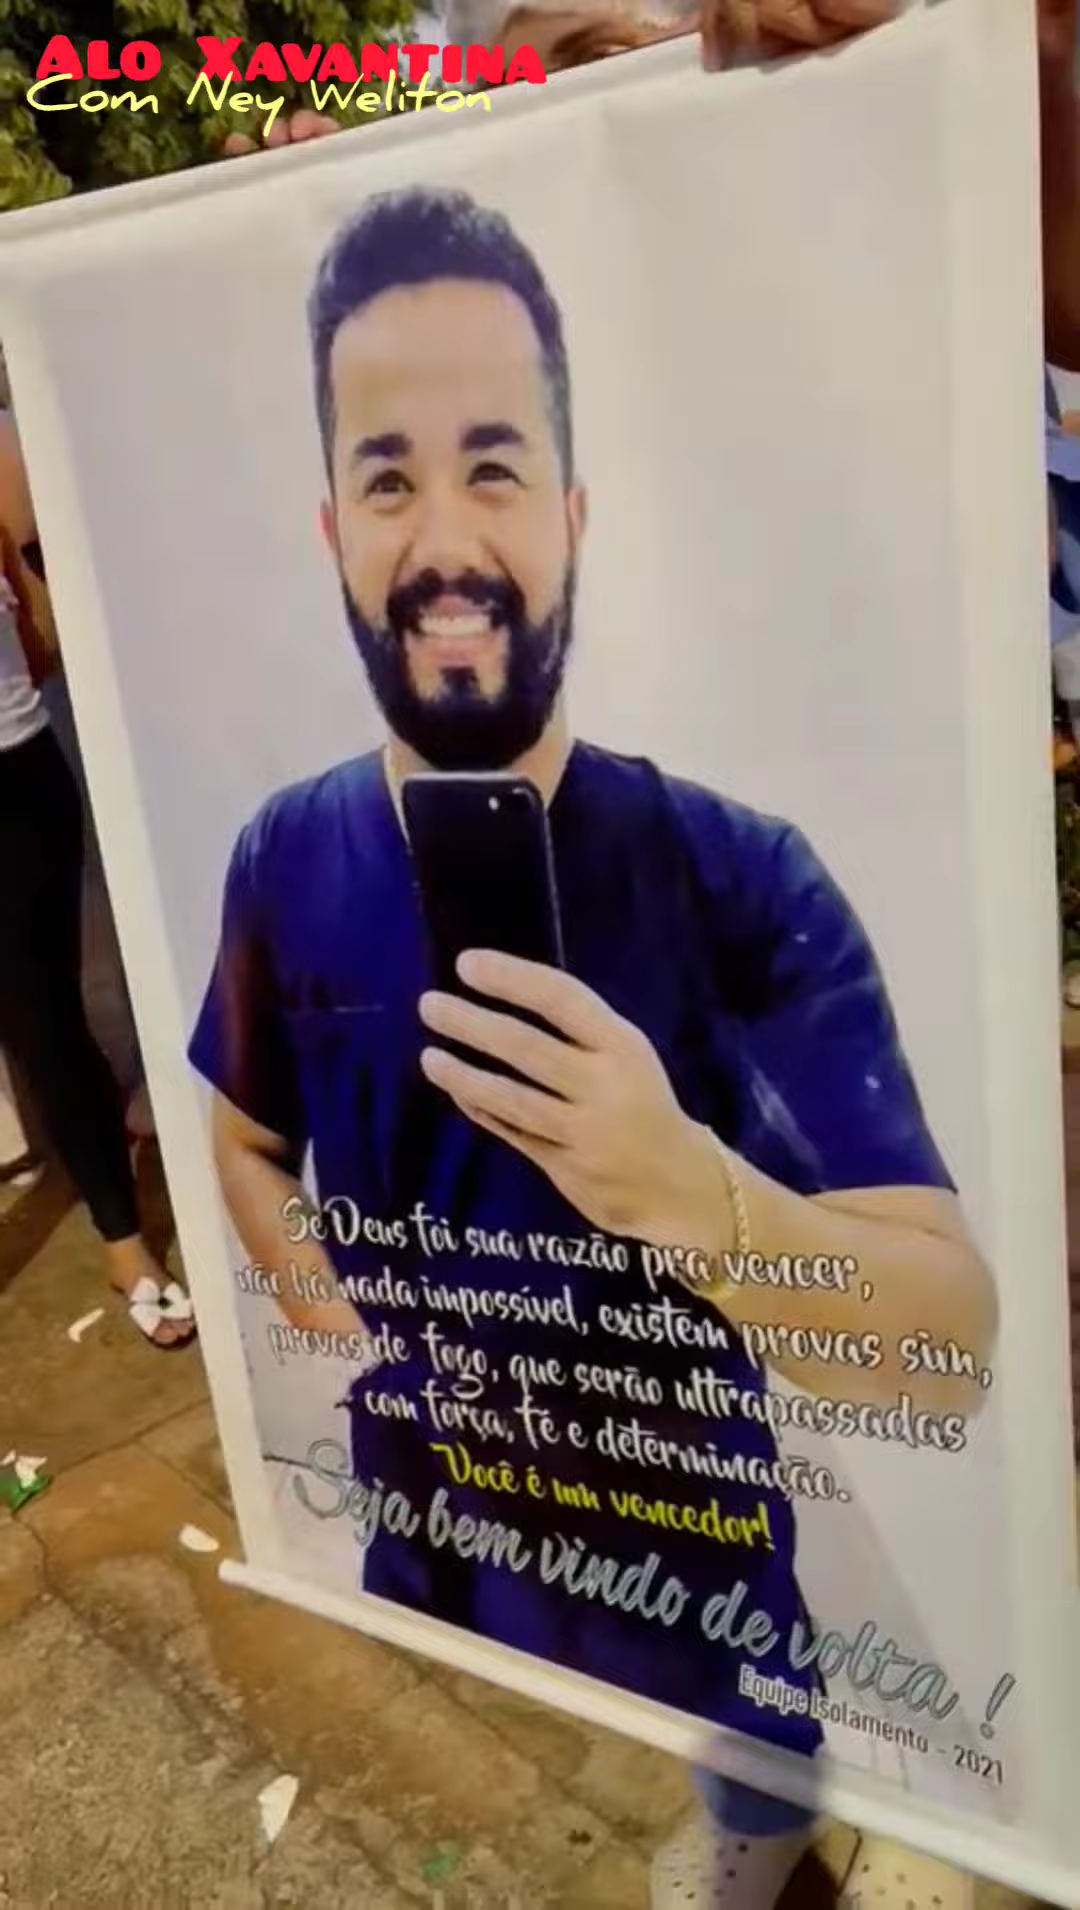 Alo Xavantina
Com Ney Weliton
Se Deus foi sua razão pra vencer,
não há nada impossível, existem provas sim,
provas de fogo, que serão ultrapassadas
com força, fé e determinação.
Você é um vencedor!
Seja bem vindo de volta !
Equipe Isolamento - 2021